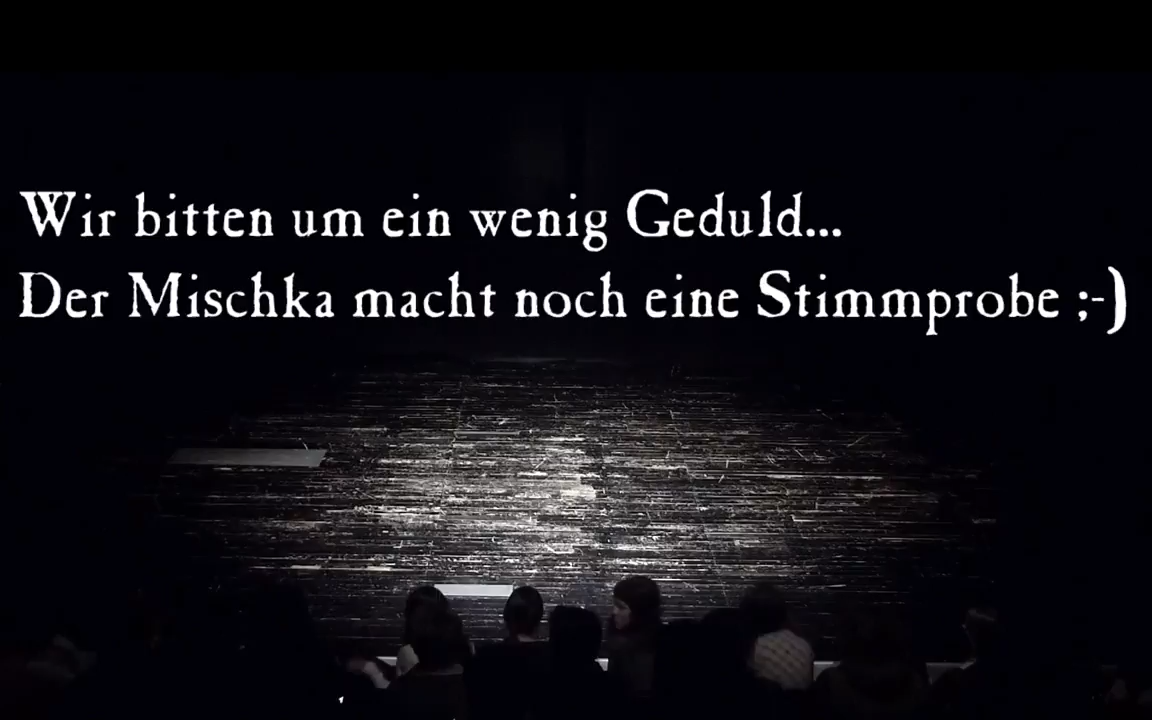 Wir bitten um ein wenig Geduld...
Der Mischka macht noch eine Stimmprobe ;-)